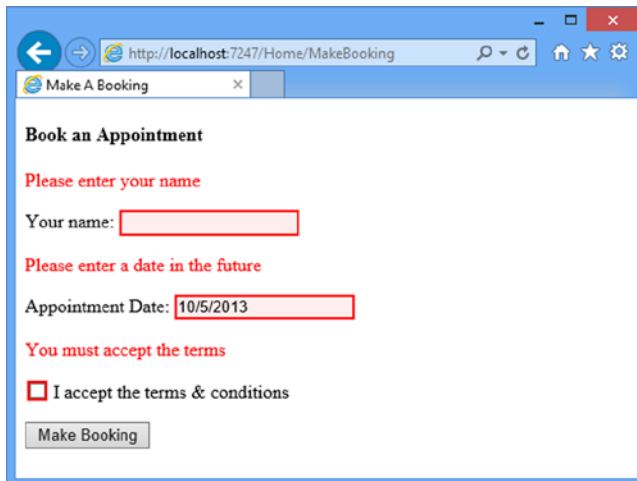 http://localhost:7247/Home/MakeBooking
Make A Booking
Book an Appointment
Please enter your name
Your name:
Please enter a date in the future
Appointment Date: 10/5/2013
You must accept the terms
I accept the terms & conditions
Make Booking